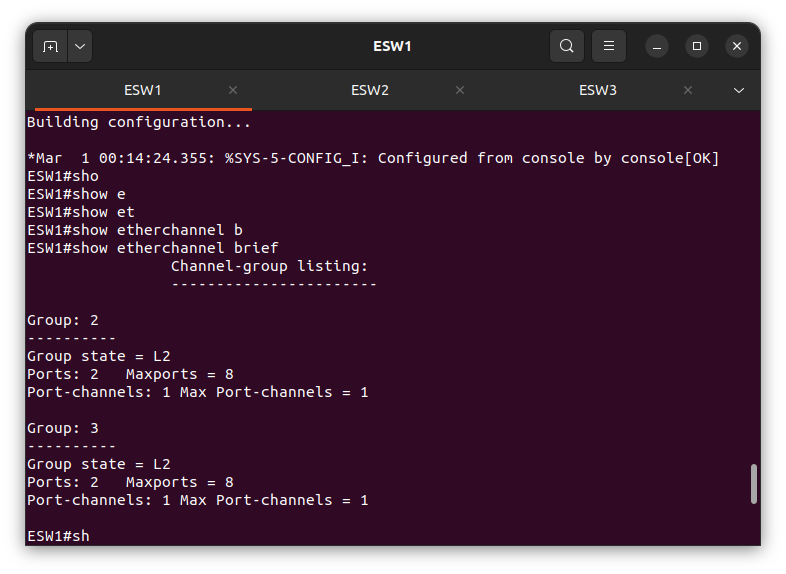 ESW1
ESW1 ESW2 ESW3
Building configuration...
*Mar  1 00:14:24.355: %SYS-5-CONFIG_I: Configured from console by console[OK]
ESW1#sho
ESW1#show e
ESW1#show et
ESW1#show etherchannel b
ESW1#show etherchannel brief
                Channel-group listing:
                -----------------------
Group: 2
----------
Group state = L2
Ports: 2   Maxports = 8
Port-channels: 1 Max Port-channels = 1
Group: 3
----------
Group state = L2
Ports: 2   Maxports = 8
Port-channels: 1 Max Port-channels = 1
ESW1#sh